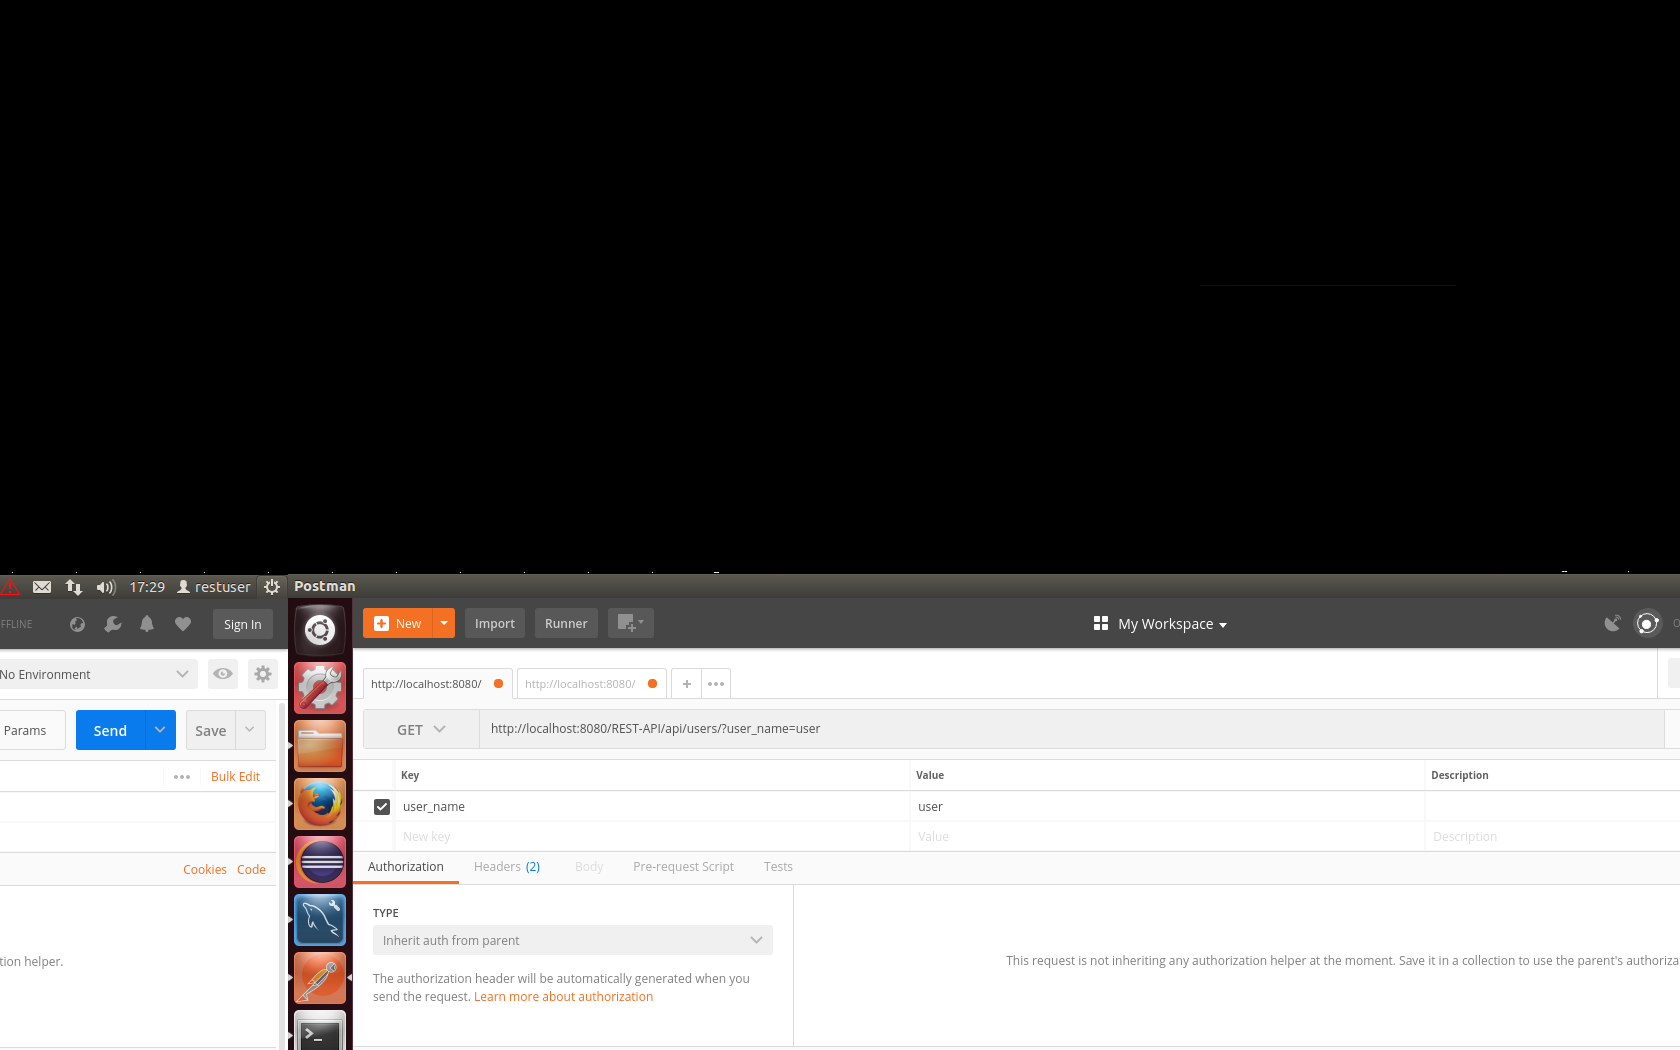 17:29 restuser
Postman
FFLINE
Sign In
New
Import
Runner
My Workspace
No Environment
http://localhost:8080/
http://localhost:8080/
+
Params
Send
Save
GET
http://localhost:8080/REST-API/api/users/?user_name=user
Bulk Edit
Key
Value
Description
user_name
user
New key
Value
Description
Cookies
Code
Authorization
Headers (2)
Body
Pre-request Script
Tests
TYPE
Inherit auth from parent
tion helper.
The authorization header will be automatically generated when you
send the request. Learn more about authorization
This request is not inheriting any authorization helper at the moment. Save it in a collection to use the parent's authoriza